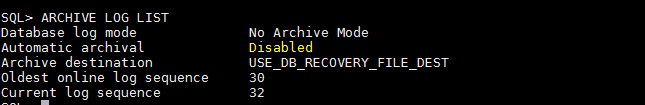 SQL> ARCHIVE LOG LIST
Database log mode No Archive Mode
Automatic archival Disabled
Archive destination USE_DB_RECOVERY_FILE_DEST
Oldest online log sequence 30
Current log sequence 32
SQL>